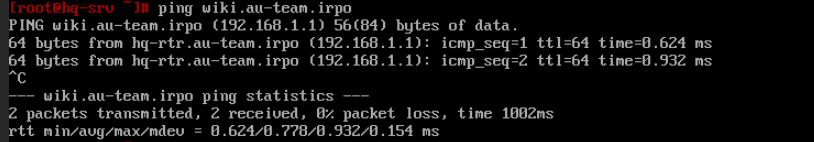 [root@hq-srv ~]# ping wiki.au-team.irpo
PING wiki.au-team.irpo (192.168.1.1) 56(84) bytes of data.
64 bytes from hq-rtr.au-team.irpo (192.168.1.1): icmp_seq=1 ttl=64 time=0.624 ms
64 bytes from hq-rtr.au-team.irpo (192.168.1.1): icmp_seq=2 ttl=64 time=0.932 ms
^C
--- wiki.au-team.irpo ping statistics ---
2 packets transmitted, 2 received, 0% packet loss, time 1002ms
rtt min/avg/max/mdev = 0.624/0.778/0.932/0.154 ms